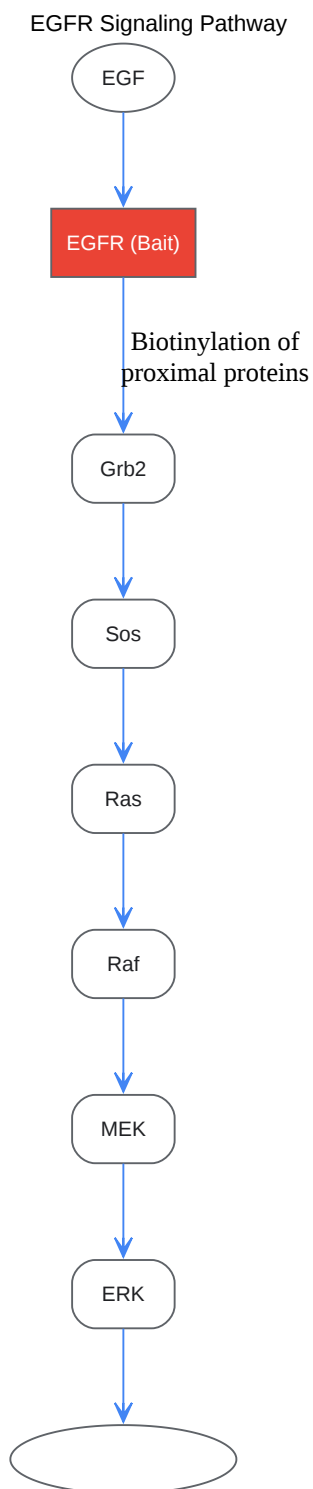 EGFR Signaling Pathway
EGF
EGFR (Bait)
Biotinylation of
proximal proteins
Grb2
Sos
Ras
Raf
MEK
ERK